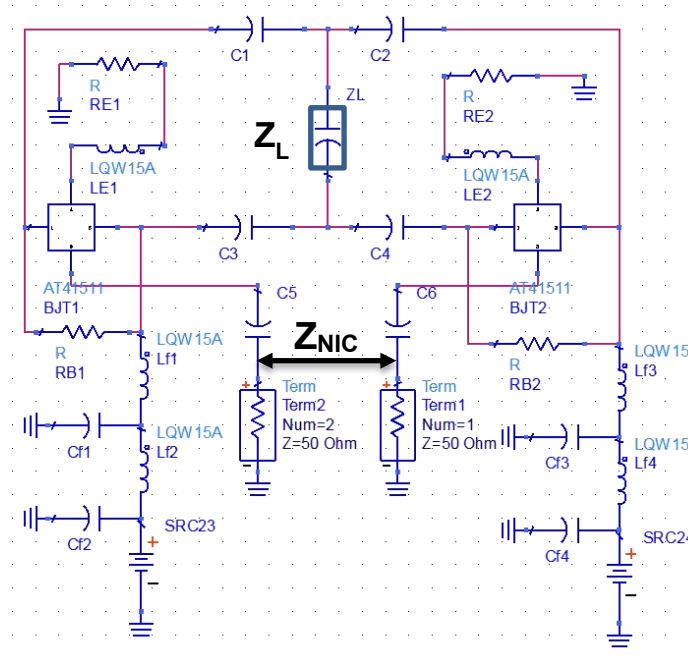 C1
C2
R
RE1
ZL
R
RE2
ZL
LQW15A
LE1
LQW15A
LE2
C3
C4
AT41511
BJT1
C5
C6
AT41511
BJT2
ZNIC
R
RB1
LQW15A
Lf1
R
RB2
LQW15
Lf3
+
Term
Term2
Num=2
Z=50 Ohm
-
+
Term
Term1
Num=1
Z=50 Ohm
-
Cf1
LQW15A
Lf2
Cf3
LQW15
Lf4
Cf2
SRC23
+
-
Cf4
SRC24
+
-